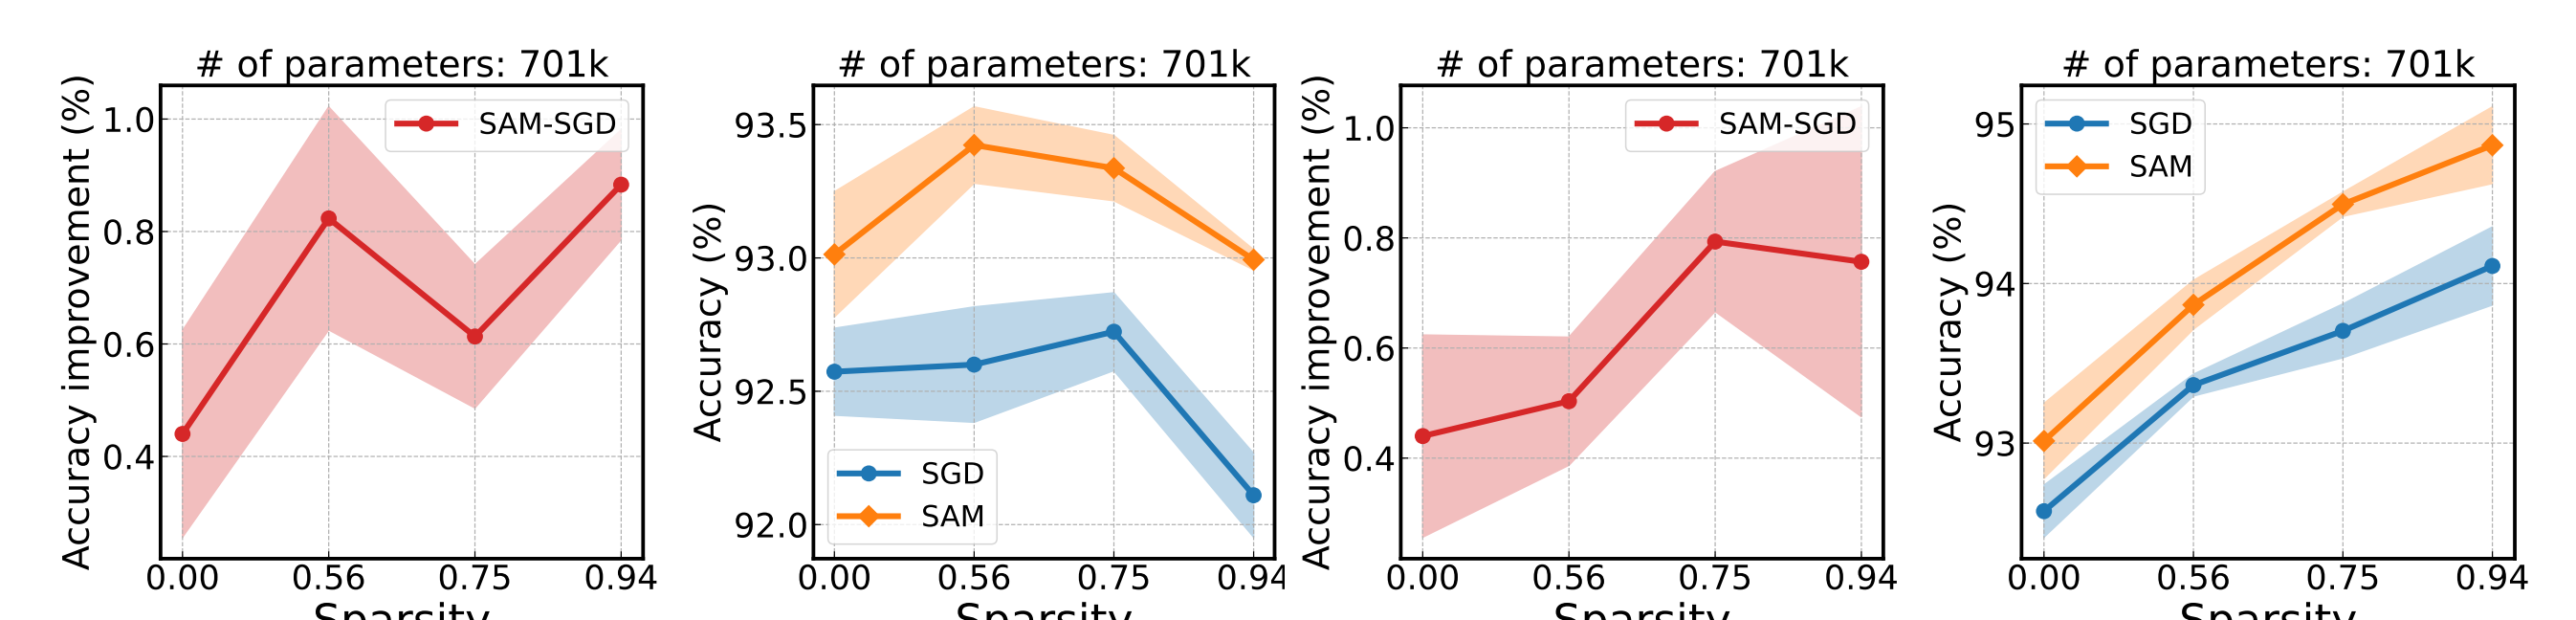 # of parameters: 701k
Accuracy improvement (%)
1.0
0.8
0.6
0.4
SAM-SGD
0.00 0.56 0.75 0.94
Sparsity
# of parameters: 701k
Accuracy (%)
93.5
93.0
92.5
92.0
SGD
SAM
0.00 0.56 0.75 0.94
Sparsity
# of parameters: 701k
Accuracy improvement (%)
1.0
0.8
0.6
0.4
SAM-SGD
0.00 0.56 0.75 0.94
Sparsity
# of parameters: 701k
Accuracy (%)
95
94
93
SGD
SAM
0.00 0.56 0.75 0.94
Sparsity